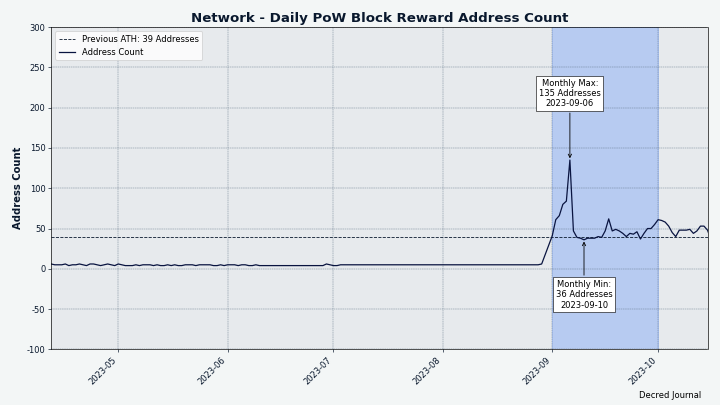 Network - Daily PoW Block Reward Address Count
Previous ATH: 39 Addresses
Address Count
Address Count
300
250
200
150
100
50
0
-50
-100
Monthly Max:
135 Addresses
2023-09-06
Monthly Min:
36 Addresses
2023-09-10
2023-05
2023-06
2023-07
2023-08
2023-09
2023-10
Decred Journal